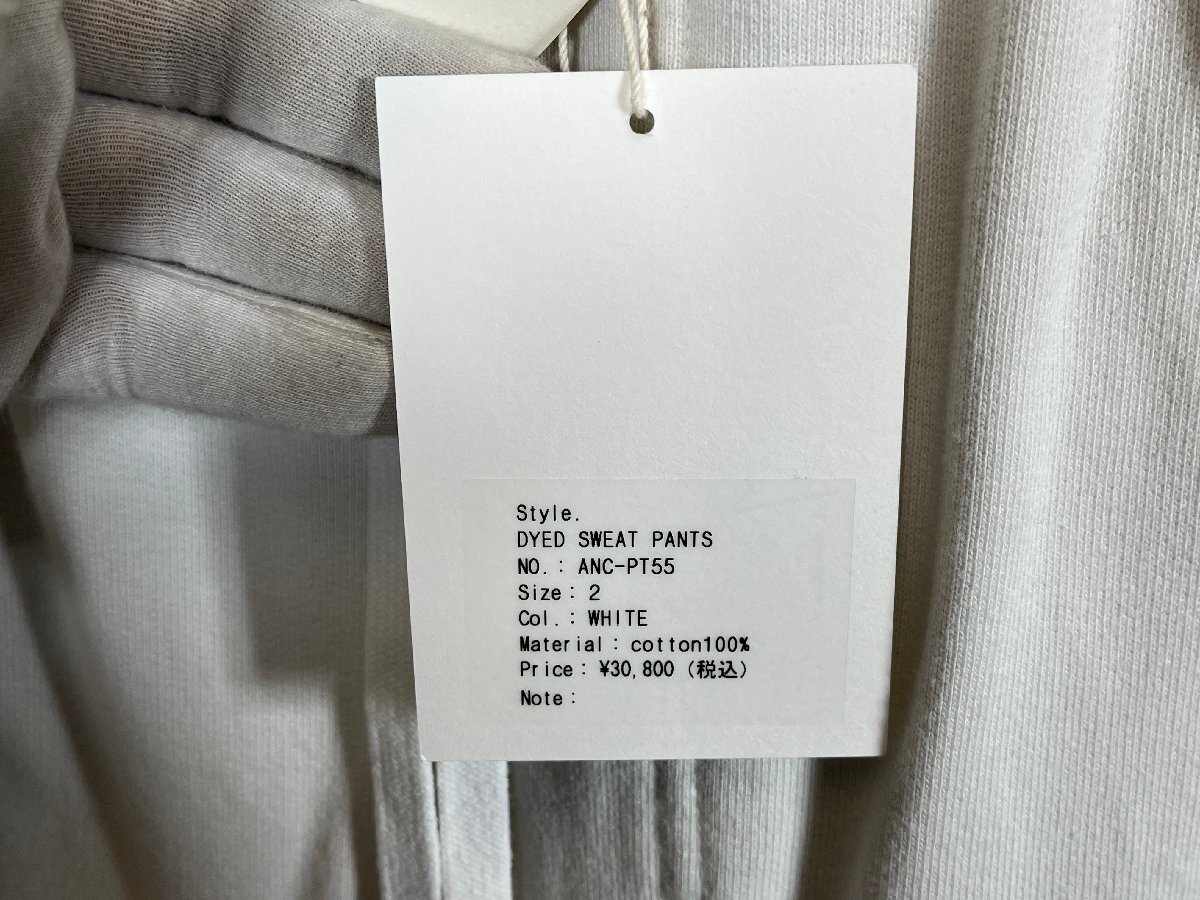 Style.
DYED SWEAT PANTS
NO.: ANC-PT55
Size: 2
Col.: WHITE
Material: cotton100%
Price: ¥30,800 (税込)
Note: